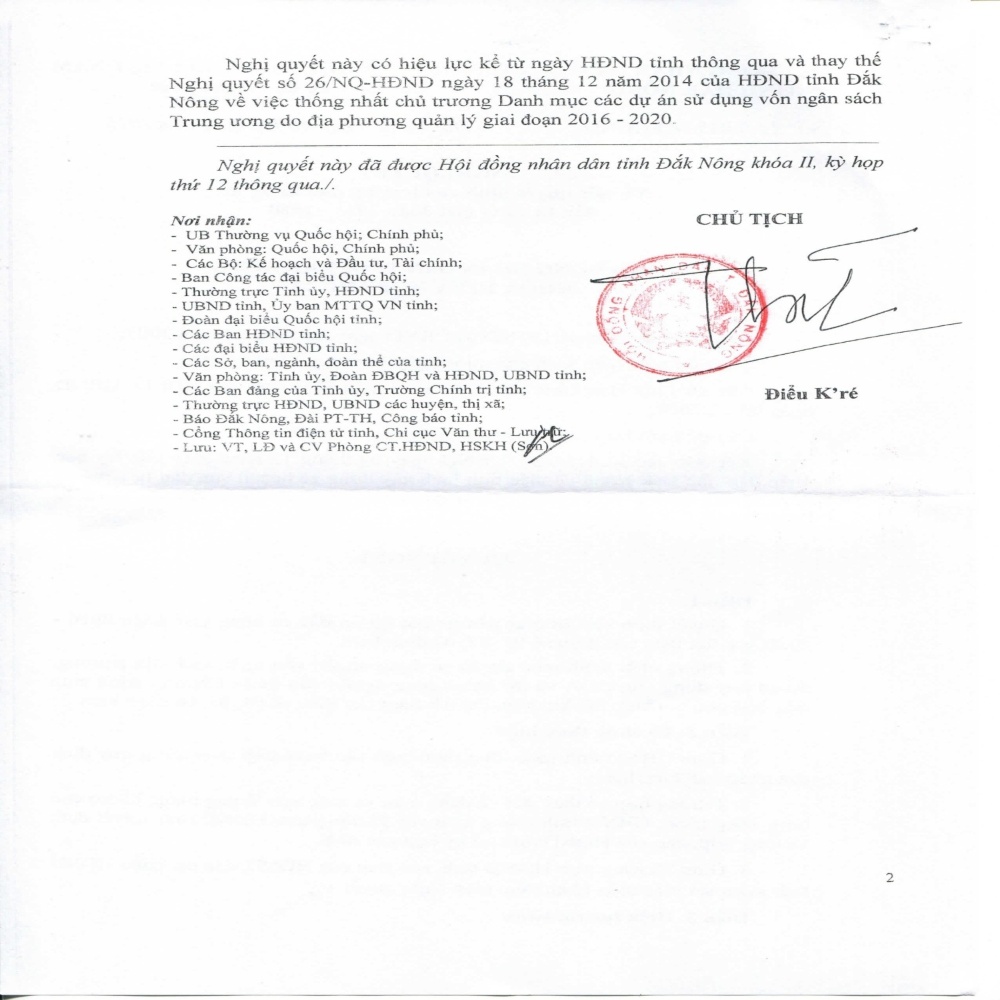 Nghị quyết này có hiệu lực kể từ ngày HĐND tỉnh thông qua và thay thế
Nghị quyết số 26/NQ-HĐND ngày 18 tháng 12 năm 2014 của HĐND tỉnh Đắk
Nông về việc thống nhất chủ trương Danh mục các dự án sử dụng vốn ngân sách
Trung ương do địa phương quản lý giai đoạn 2016 - 2020.
Nghị quyết này đã được Hội đồng nhân dân tỉnh Đắk Nông khóa II, kỳ họp
thứ 12 thông qua./.
Nơi nhận:
- UB Thường vụ Quốc hội; Chính phủ;
- Văn phòng: Quốc hội, Chính phủ;
- Các Bộ: Kế hoạch và Đầu tư, Tài chính;
- Ban Công tác đại biểu Quốc hội;
- Thường trực Tỉnh ủy, HĐND tỉnh;
- UBND tỉnh, Ủy ban MTTQ VN tỉnh;
- Đoàn đại biểu Quốc hội tỉnh;
- Các Ban HĐND tỉnh;
- Các đại biểu HĐND tỉnh;
- Các Sở, ban, ngành, đoàn thể của tỉnh;
- Văn phòng: Tỉnh ủy, Đoàn ĐBQH và HĐND, UBND tỉnh;
- Các Ban đảng của Tỉnh ủy, Trường Chính trị tỉnh;
- Thường trực HĐND, UBND các huyện, thị xã;
- Báo Đắk Nông, Đài PT-TH, Công báo tỉnh;
- Cổng Thông tin điện tử tỉnh, Chi cục Văn thư - Lưu trữ;
- Lưu: VT, LĐ và CV Phòng CT.HĐND, HSKH (Sơn).
CHỦ TỊCH
Điểu K'ré
2